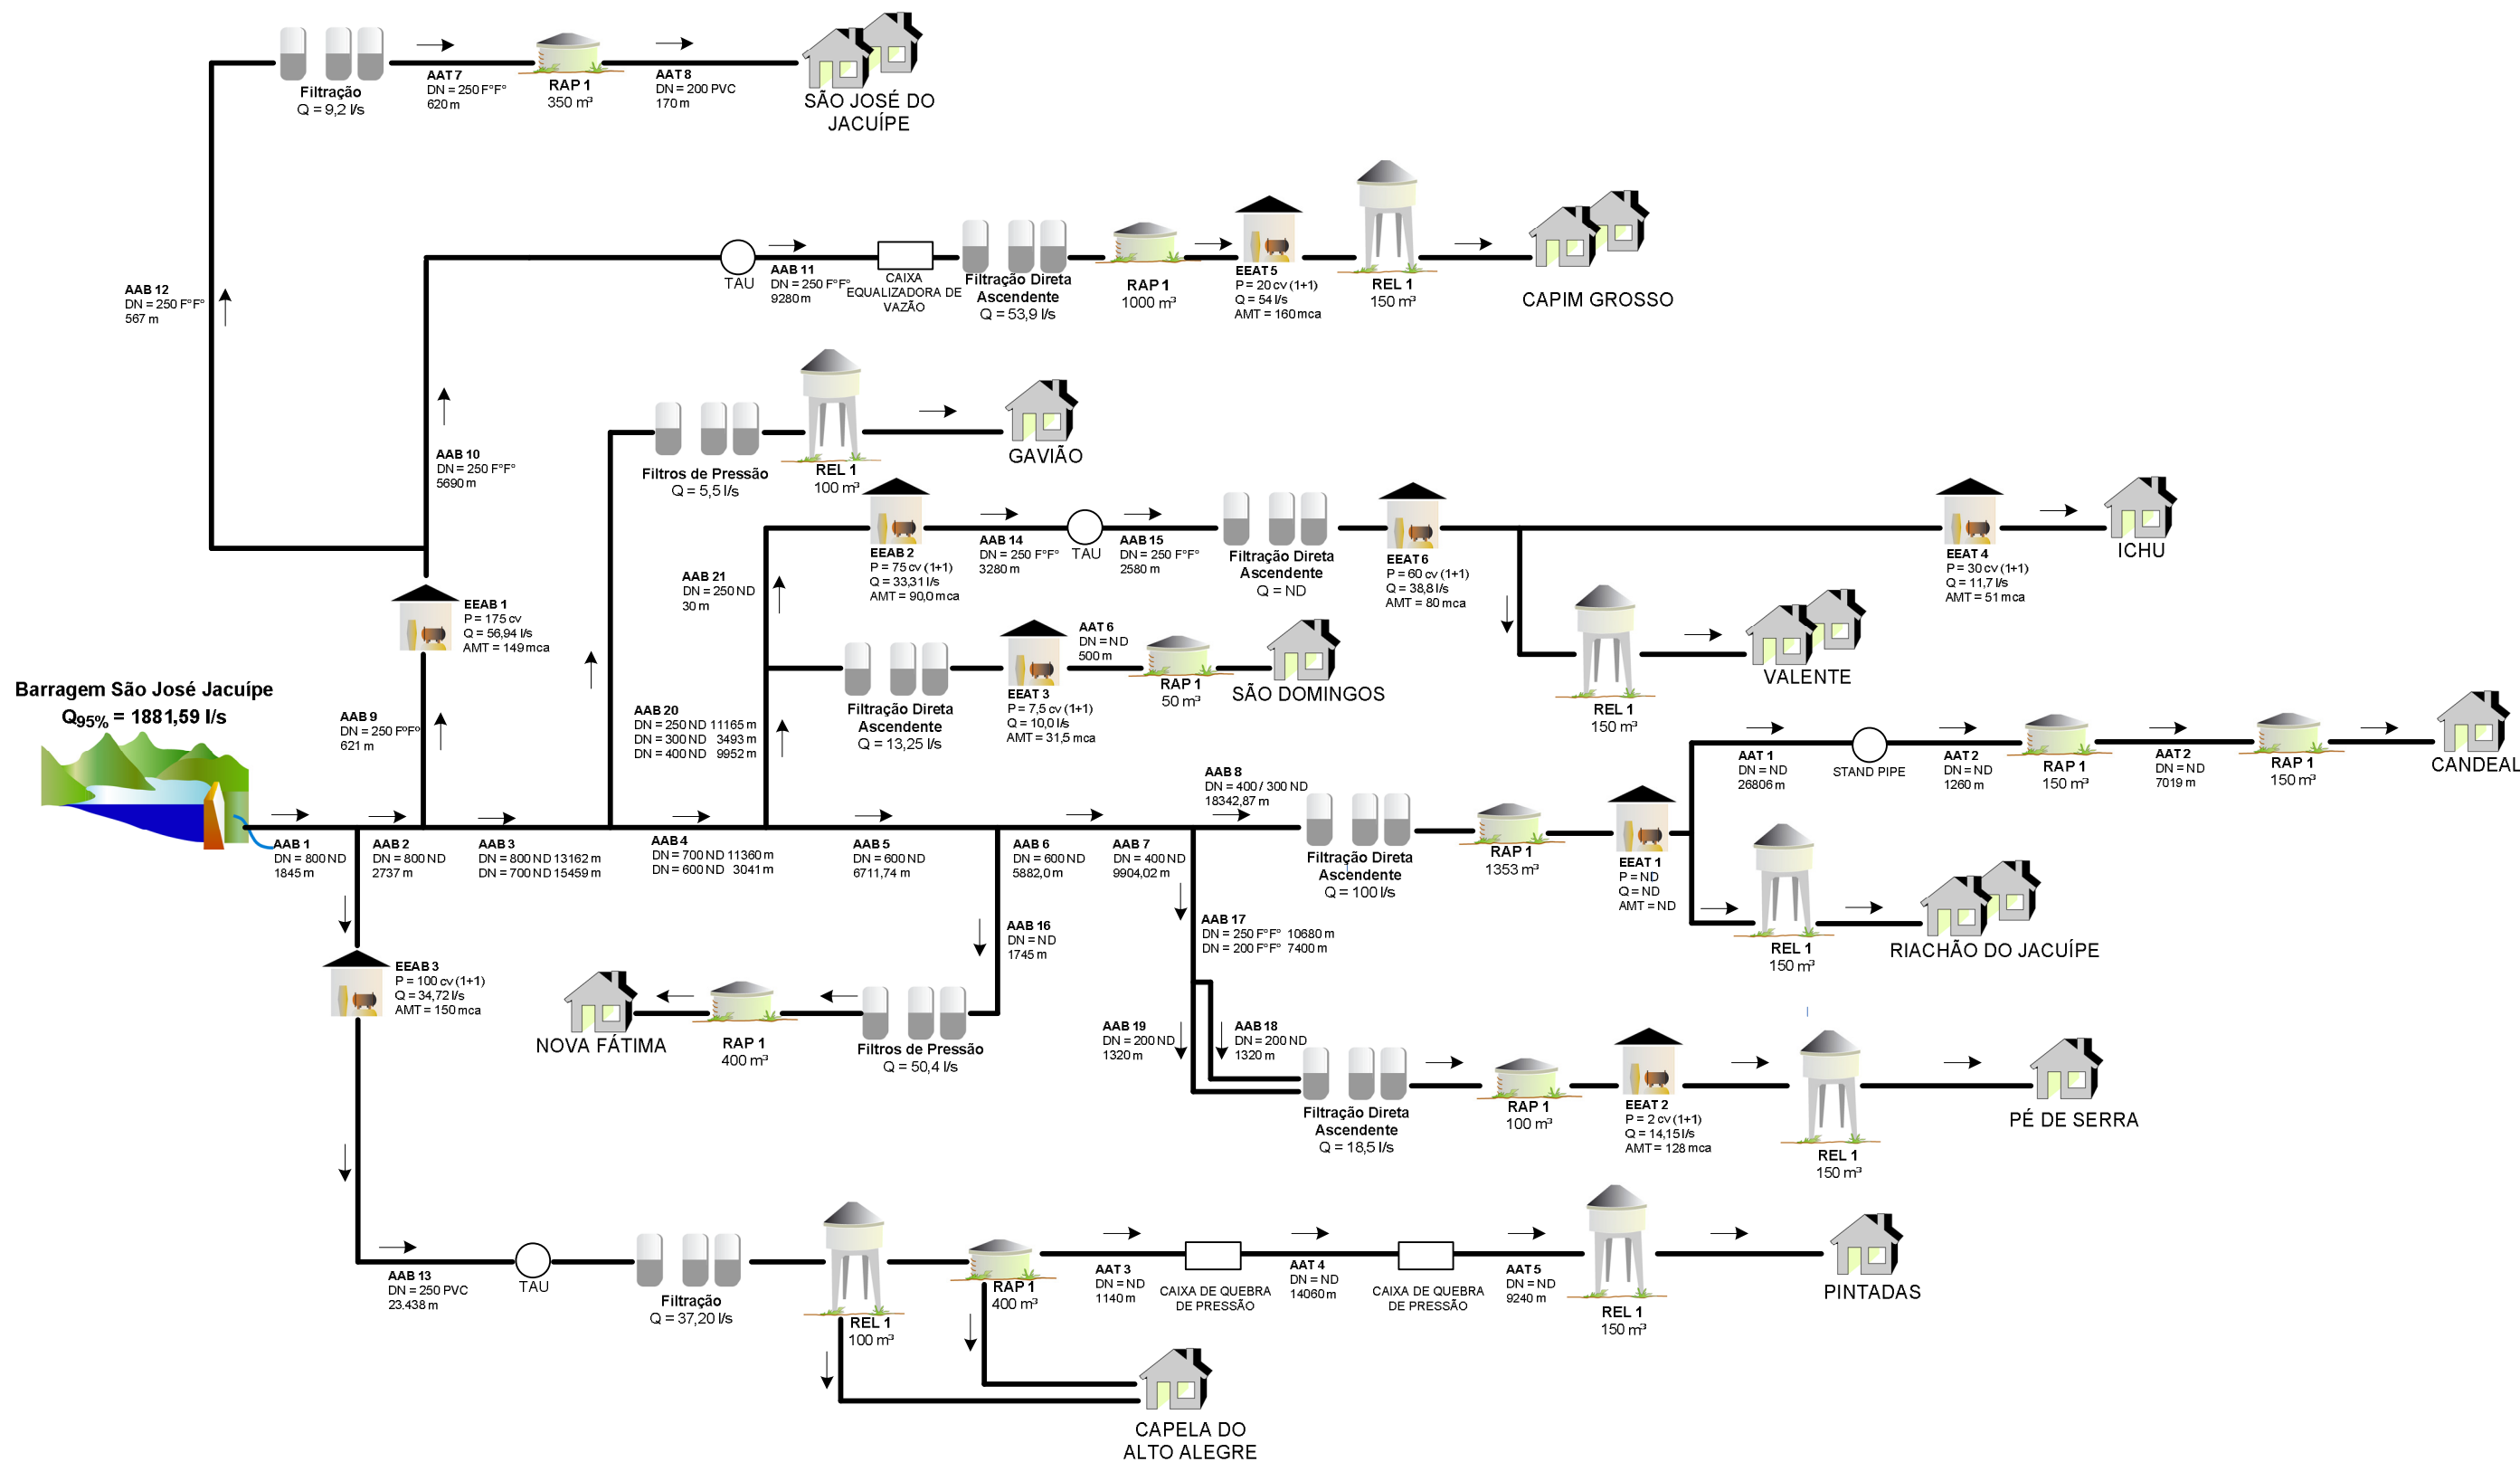 Filtração
Q = 9,2 l/s
AAT 7
DN = 250 F°F°
620 m
RAP 1
350 m³
AAT 8
DN = 200 PVC
170 m
SÃO JOSÉ DO
JACUÍPE
AAB 12
DN = 250 F°F°
567 m
TAU
AAB 11
DN = 250 F°F°
9280 m
CAIXA
EQUALIZADORA DE
VAZÃO
Filtração Direta
Ascendente
Q = 53,9 l/s
RAP 1
1000 m³
EEAT 5
P = 20 cv (1+1)
Q = 54 l/s
AMT = 160 mca
REL 1
150 m³
CAPIM GROSSO
AAB 10
DN = 250 F°F°
5690 m
Filtros de Pressão
Q = 5,5 l/s
REL 1
100 m³
GAVIÃO
EEAB 2
P = 75 cv (1+1)
Q = 33,31 l/s
AMT = 90,0 mca
AAB 14
DN = 250 F°F°
3280 m
TAU
AAB 15
DN = 250 F°F°
2580 m
Filtração Direta
Ascendente
Q = ND
EEAT 6
P = 60 cv (1+1)
Q = 38,8 l/s
AMT = 80 mca
EEAT 4
P = 30 cv (1+1)
Q = 11,7 l/s
AMT = 51 mca
ICHU
AAB 21
DN = 250 ND
30 m
EEAB 1
P = 175 cv
Q = 56,94 l/s
AMT = 149 mca
Filtração Direta
Ascendente
Q = 13,25 l/s
EEAT 3
P = 7,5 cv (1+1)
Q = 10,0 l/s
AMT = 31,5 mca
AAT 6
DN = ND
500 m
RAP 1
50 m³
SÃO DOMINGOS
REL 1
150 m³
VALENTE
Barragem São José Jacuípe
Q95% = 1881,59 l/s
AAB 9
DN = 250 FºF°
621 m
AAB 20
DN = 250 ND 11165 m
DN = 300 ND 3493 m
DN = 400 ND 9952 m
AAB 8
DN = 400 / 300 ND
18342,87 m
AAT 1
DN = ND
26806 m
STAND PIPE
AAT 2
DN = ND
1260 m
RAP 1
150 m³
AAT 2
DN = ND
7019 m
RAP 1
150 m³
CANDEAL
AAB 1
DN = 800 ND
1845 m
AAB 2
DN = 800 ND
2737 m
AAB 3
DN = 800 ND 13162 m
DN = 700 ND 15459 m
AAB 4
DN = 700 ND 11360 m
DN = 600 ND 3041 m
AAB 5
DN = 600 ND
6711,74 m
AAB 6
DN = 600 ND
5882,0 m
AAB 7
DN = 400 ND
9904,02 m
Filtração Direta
Ascendente
Q = 100 l/s
RAP 1
1353 m³
EEAT 1
P = ND
Q = ND
AMT = ND
REL 1
150 m³
RIACHÃO DO JACUÍPE
AAB 16
DN = ND
1745 m
AAB 17
DN = 250 F°F° 10680 m
DN = 200 F°F° 7400 m
EEAB 3
P = 100 cv (1+1)
Q = 34,72 l/s
AMT = 150 mca
NOVA FÁTIMA
RAP 1
400 m³
Filtros de Pressão
Q = 50,4 l/s
AAB 19
DN = 200 ND
1320 m
AAB 18
DN = 200 ND
1320 m
Filtração Direta
Ascendente
Q = 18,5 l/s
RAP 1
100 m³
EEAT 2
P = 2 cv (1+1)
Q = 14,15 l/s
AMT = 128 mca
REL 1
150 m³
PÉ DE SERRA
AAB 13
DN = 250 PVC
23.438 m
TAU
Filtração
Q = 37,20 l/s
REL 1
100 m³
RAP 1
400 m³
AAT 3
DN = ND
1140 m
CAIXA DE QUEBRA
DE PRESSÃO
AAT 4
DN = ND
14060 m
CAIXA DE QUEBRA
DE PRESSÃO
AAT 5
DN = ND
9240 m
REL 1
150 m³
PINTADAS
CAPELA DO
ALTO ALEGRE